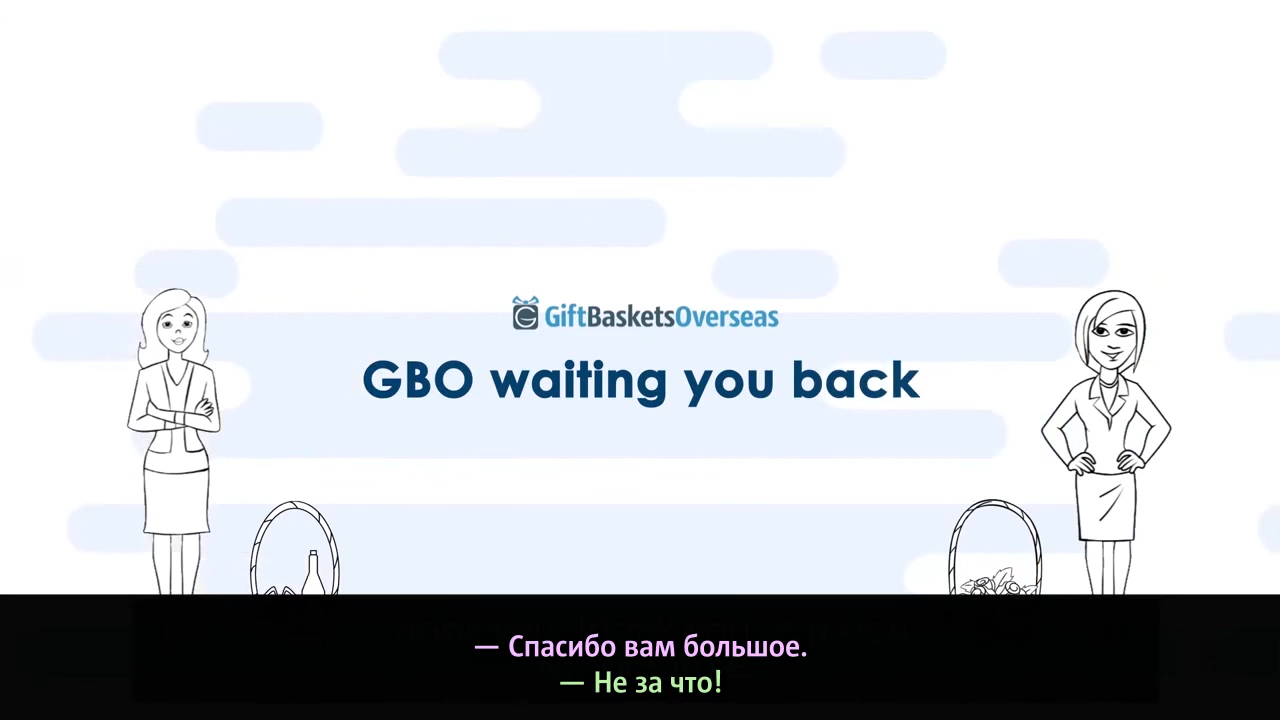 GiftBasketsOverseas
GBO waiting you back
— Спасибо вам большое.
— Не за что!